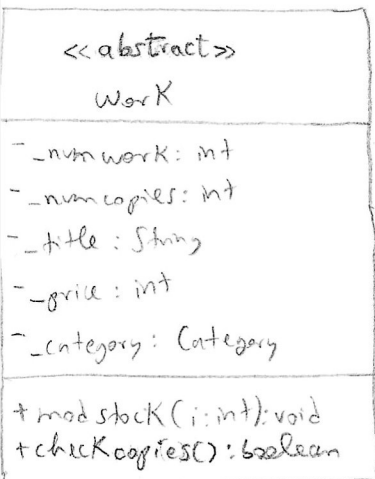 <<abstract>>
Work
- _numwork: int
- _numcopies: int
- _title: String
- _price: int
- _category: Category
+ modstock(i:int): void
+ checkcopies(): boolean